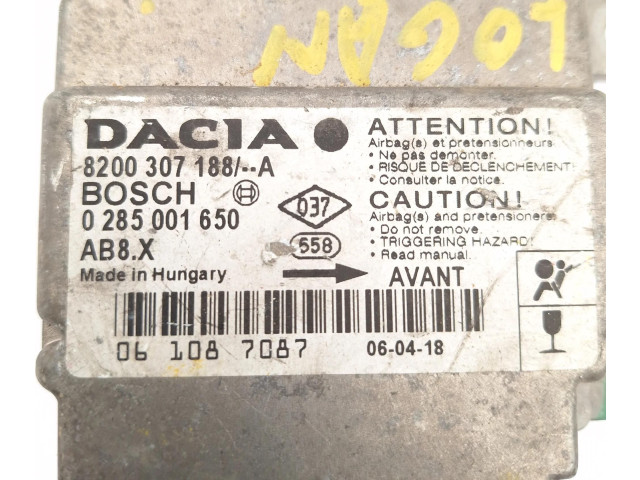 LOGAN
DACIA
8200 307 188/--A
BOSCH
0 285 001 650
AB8.X
Made in Hungary
037
558
AVANT
ATTENTION!
Airbag(s) et pretensionneurs
• Ne pas démonter.
• RISQUE DE DECLENCHEMENT!
• Consulter la notice.
CAUTION!
Airbag(s) and pretensioners
• Do not remove.
• TRIGGERING HAZARD!
• Read manual.
06 108 7087
06-04-18